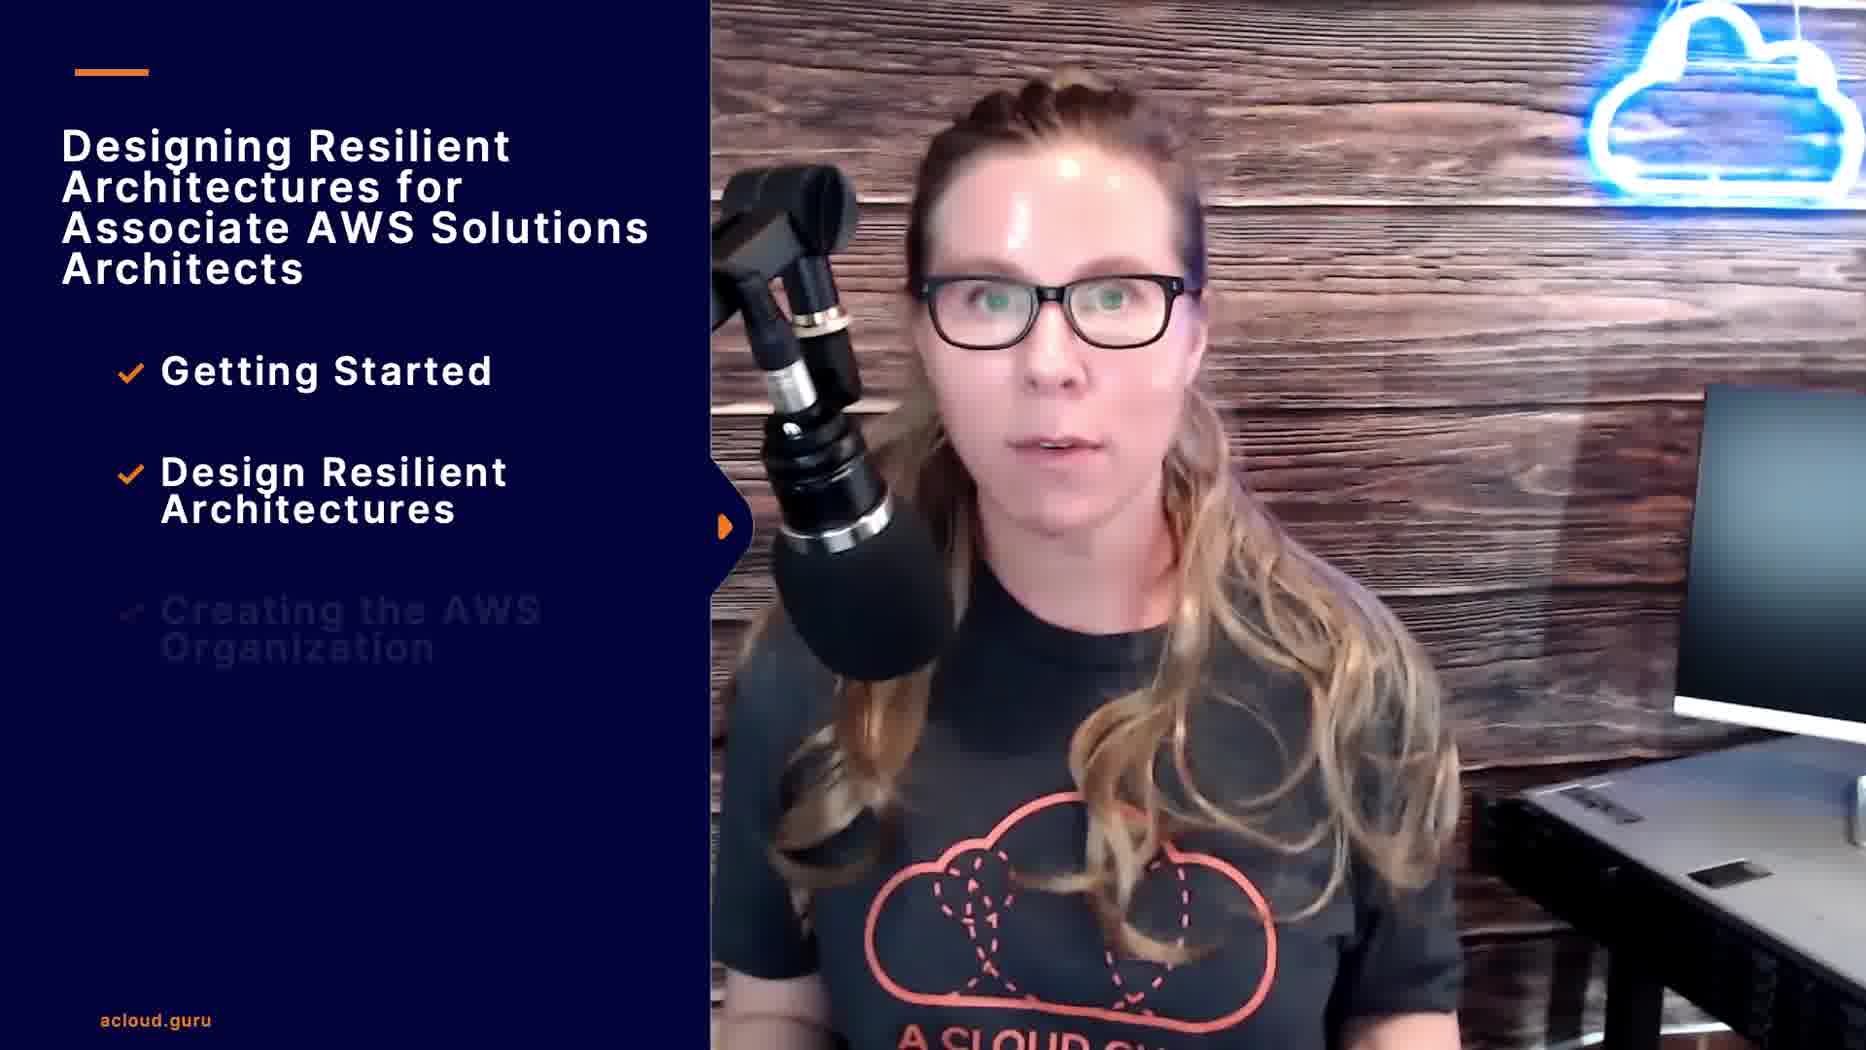 Designing Resilient
Architectures for
Associate AWS Solutions
Architects
Getting Started
Design Resilient
Architectures
Creating the AWS
Organization
acloud.guru
A CLOUD